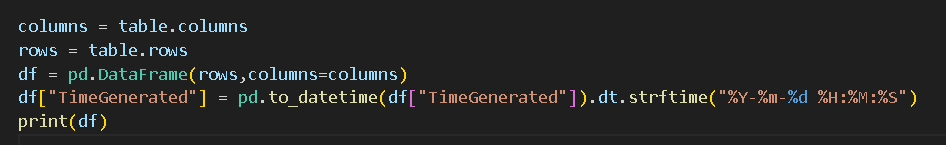 columns = table.columns
rows = table.rows
df = pd.DataFrame(rows,columns=columns)
df["TimeGenerated"] = pd.to_datetime(df["TimeGenerated"]).dt.strftime("%Y-%m-%d %H:%M:%S")
print(df)